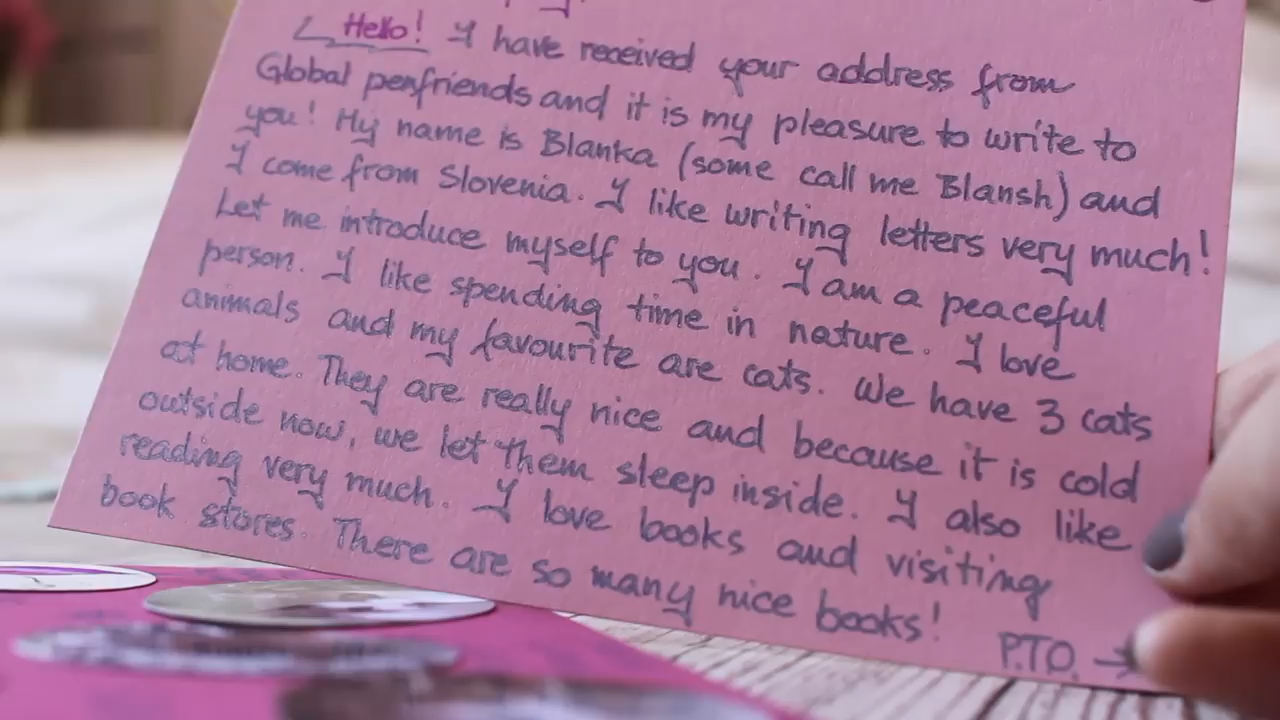 Hello! I have received your address from
Global penfriends and it is my pleasure to write to
you! My name is Blanka (some call me Blansh) and
I come from Slovenia. I like writing letters very much!
Let me introduce myself to you. I am a peaceful
person. I like spending time in nature. I love
animals and my favourite are cats. We have 3 cats
at home. They are really nice and because it is cold
outside now, we let them sleep inside. I also like
reading very much. I love books and visiting
book stores. There are so many nice books!
P.T.O. →